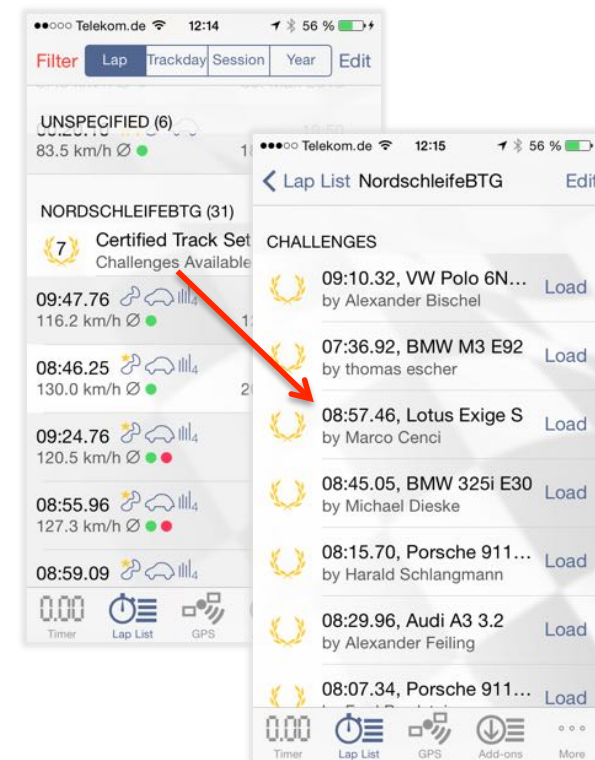 Telekom.de 12:14 56 %
Filter Lap Trackday Session Year Edit
UNSPECIFIED (6)
83.5 km/h Ø
NORDSCHLEIFEBTG (31)
7 Certified Track Set
Challenges Available
09:47.76 4
116.2 km/h Ø
08:46.25 4
130.0 km/h Ø
09:24.76 4
120.5 km/h Ø
08:55.96 4
127.3 km/h Ø
08:59.09 4
0.00
Timer Lap List GPS
Telekom.de 12:15 56 %
Lap List NordschleifeBTG Edit
CHALLENGES
09:10.32, VW Polo 6N... Load
by Alexander Bischel
07:36.92, BMW M3 E92 Load
by thomas escher
08:57.46, Lotus Exige S Load
by Marco Cenci
08:45.05, BMW 325i E30 Load
by Michael Dieske
08:15.70, Porsche 911... Load
by Harald Schlangmann
08:29.96, Audi A3 3.2 Load
by Alexander Feiling
08:07.34, Porsche 911... Load
0.00
Timer Lap List GPS Add-ons More